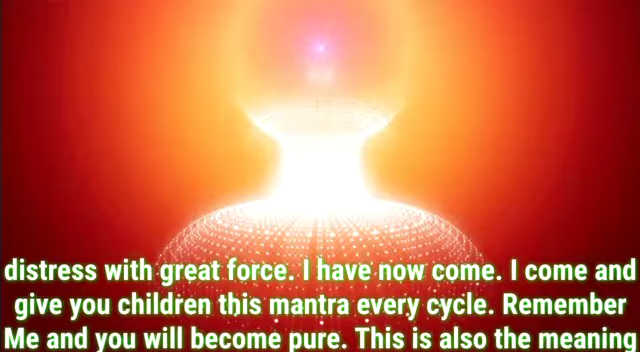 distress with great force. I have now come. I come and
give you children this mantra every cycle. Remember
Me and you will become pure. This is also the meaning